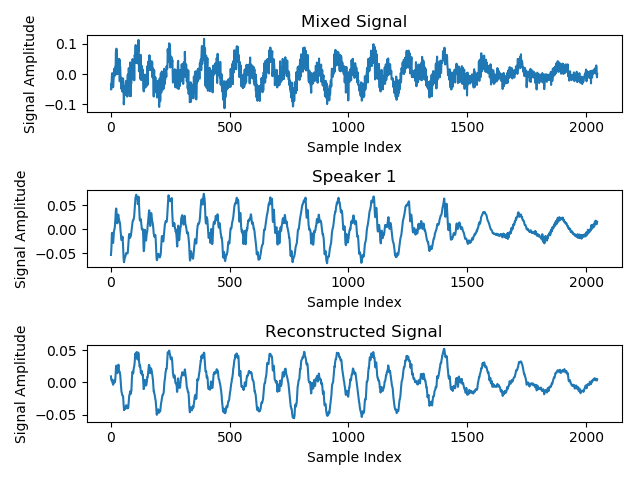 Mixed Signal
Signal Amplitude
0.1
0.0
−0.1
0
500
1000
1500
2000
Sample Index
Speaker 1
Signal Amplitude
0.05
0.00
−0.05
0
500
1000
1500
2000
Sample Index
Reconstructed Signal
Signal Amplitude
0.05
0.00
−0.05
0
500
1000
1500
2000
Sample Index